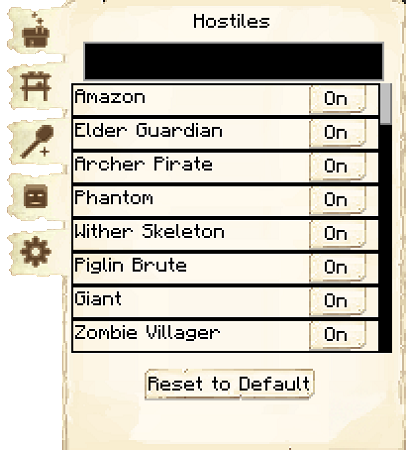 Hostiles
Amazon On
Elder Guardian On
Archer Pirate On
Phantom On
Wither Skeleton On
Piglin Brute On
Giant On
Zombie Villager On
Reset to Default